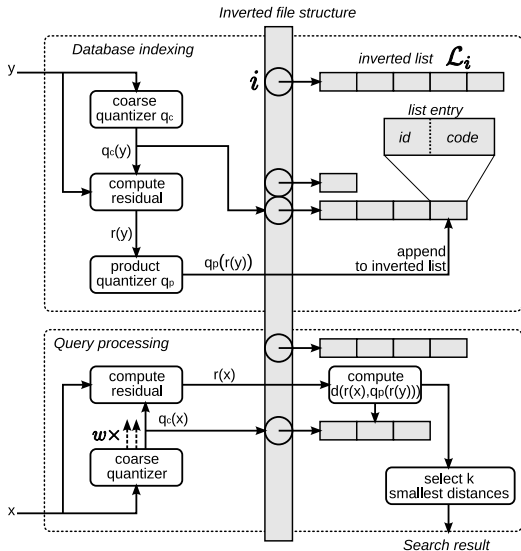 Inverted file structure
Database indexing
y
coarse
quantizer qc
qc(y)
compute
residual
r(y)
product
quantizer qp
qp(r(y))
i
inverted list ℒi
list entry
id
code
append
to inverted list
Query processing
compute
residual
r(x)
compute
d(r(x),qp(r(y)))
w×
qc(x)
coarse
quantizer
x
select k
smallest distances
Search result